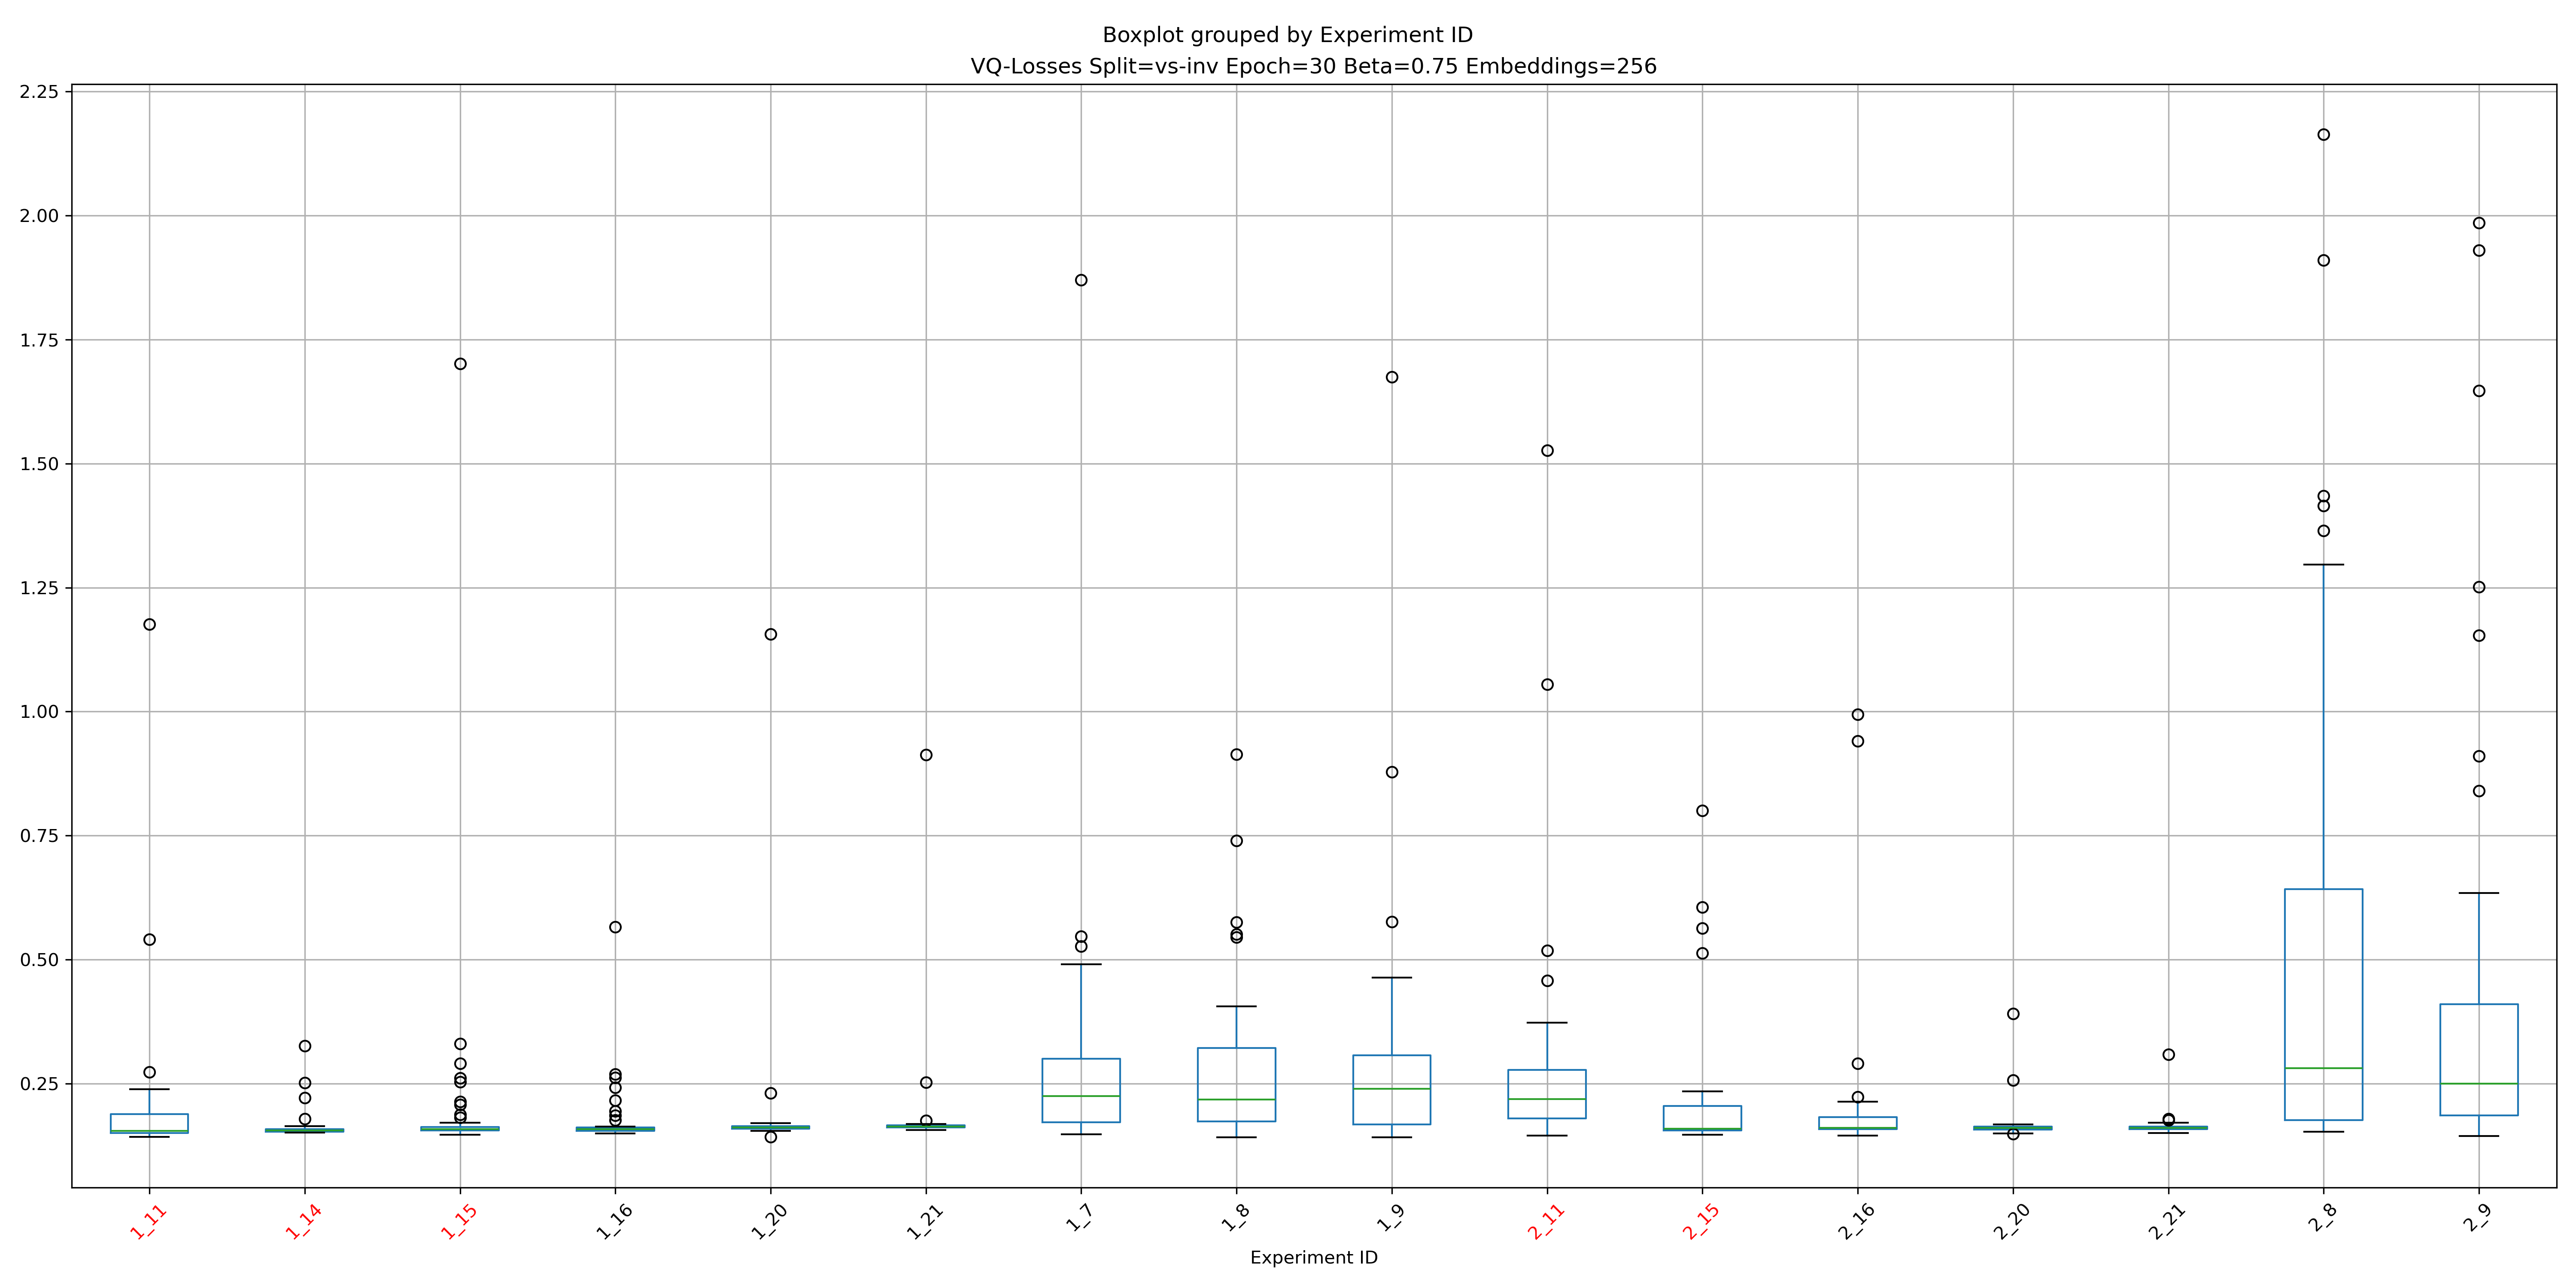 Boxplot grouped by Experiment ID
VQ-Losses Split=vs-inv Epoch=30 Beta=0.75 Embeddings=256
2.25
2.00
1.75
1.50
1.25
1.00
0.75
0.50
0.25
1_11 1_14 1_15 1_16 1_20 1_21 1_7 1_8 1_9 2_11 2_15 2_16 2_20 2_21 2_8 2_9
Experiment ID